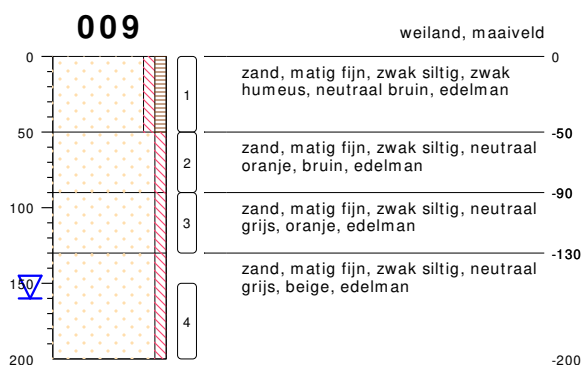 009
weiland, maaiveld
0
0
zand, matig fijn, zwak siltig, zwak
humeus, neutraal bruin, edelman
1
50
-50
zand, matig fijn, zwak siltig, neutraal
oranje, bruin, edelman
2
-90
100
zand, matig fijn, zwak siltig, neutraal
grijs, oranje, edelman
3
-130
zand, matig fijn, zwak siltig, neutraal
grijs, beige, edelman
150
4
200
-200